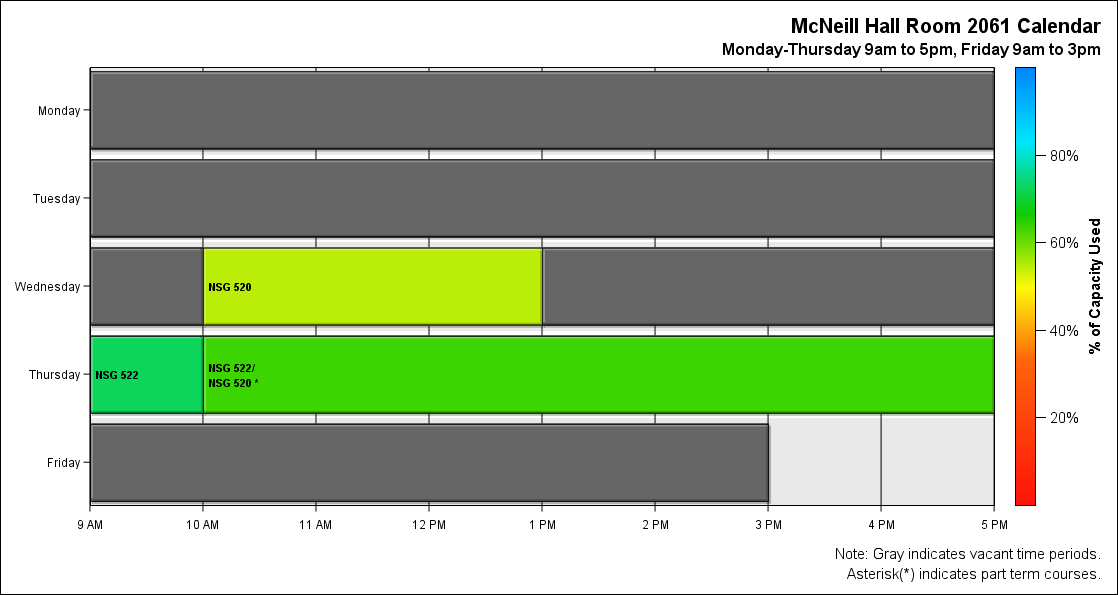 McNeill Hall Room 2061 Calendar
Monday-Thursday 9am to 5pm, Friday 9am to 3pm
Monday
Tuesday
Wednesday
NSG 520
Thursday
NSG 522
NSG 522/
NSG 520 *
Friday
9 AM
10 AM
11 AM
12 PM
1 PM
2 PM
3 PM
4 PM
5 PM
80%
60%
40%
20%
% of Capacity Used
Note: Gray indicates vacant time periods.
Asterisk(*) indicates part term courses.